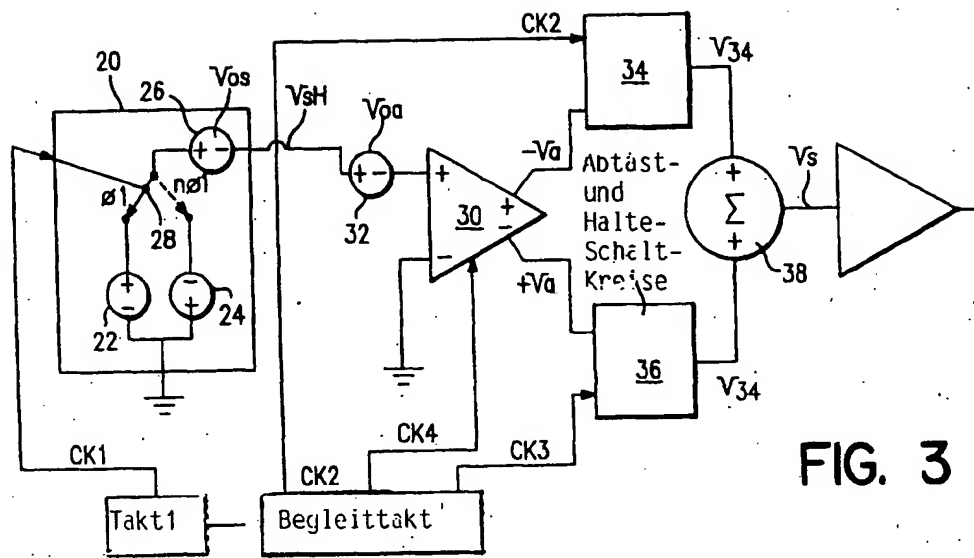 CK2
34
V34
20
26
Vos
VsH
Voa
-Va
Abtast-
und
Halte-
Schalt-
Kreise
ø1
nø1
28
32
+
-
30
+
-
+Va
+
Σ
+
38
Vs
22
24
36
V34
CK1
CK2
CK4
CK3
Takt1
Begleittakt
FIG. 3